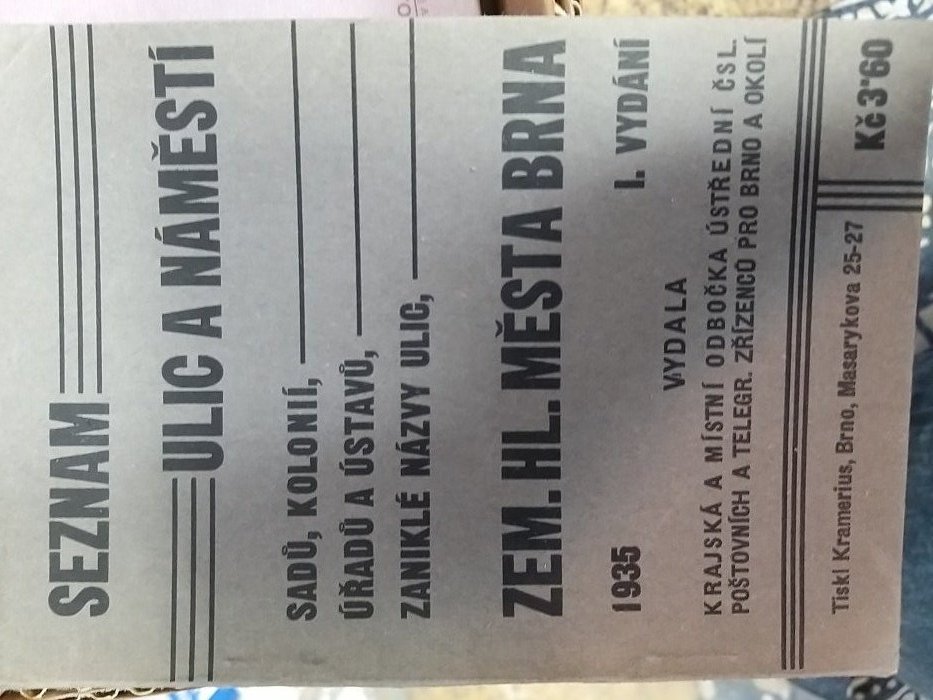 SEZNAM
ULIC A NÁMĚSTÍ
SADŮ, KOLONIÍ,
ÚŘADŮ A ÚSTAVŮ,
ZANIKLÉ NÁZVY ULIC,
ZEM. HL. MĚSTA BRNA
1935 I. VYDÁNÍ
VYDALA
KRAJSKÁ A MÍSTNÍ ODBOČKA ÚSTŘEDNÍ ČSL.
POŠTOVNÍCH A TELEGR. ZŘÍZENCŮ PRO BRNO A OKOLÍ
Tiskl Kramerius, Brno, Masarykova 25-27 Kč 3·60